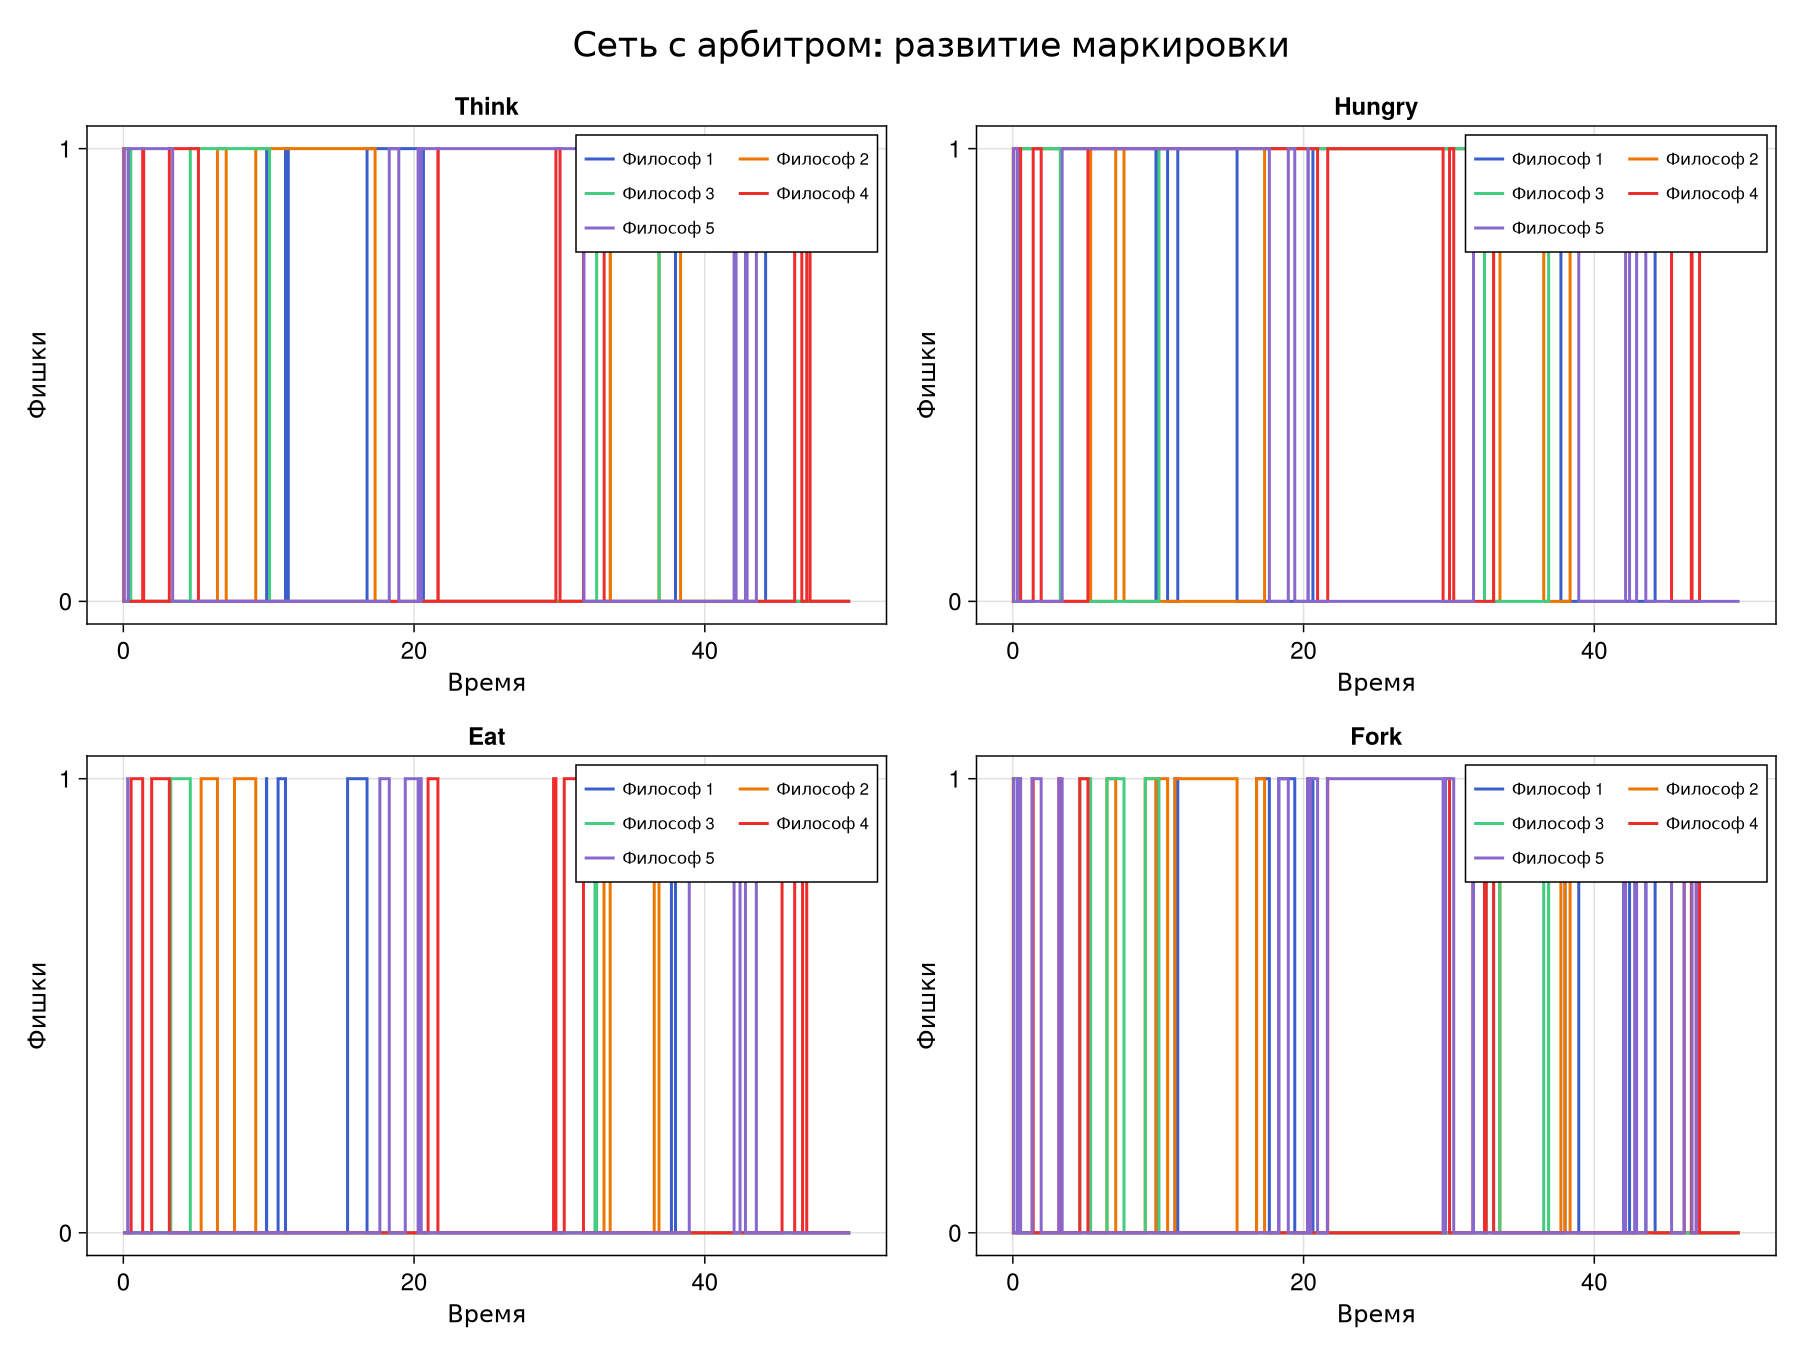 Сеть с арбитром: развитие маркировки
Think
Фишки
1
0
0 20 40
Время
Философ 1 Философ 2
Философ 3 Философ 4
Философ 5
Hungry
Фишки
1
0
0 20 40
Время
Философ 1 Философ 2
Философ 3 Философ 4
Философ 5
Eat
Фишки
1
0
0 20 40
Время
Философ 1 Философ 2
Философ 3 Философ 4
Философ 5
Fork
Фишки
1
0
0 20 40
Время
Философ 1 Философ 2
Философ 3 Философ 4
Философ 5